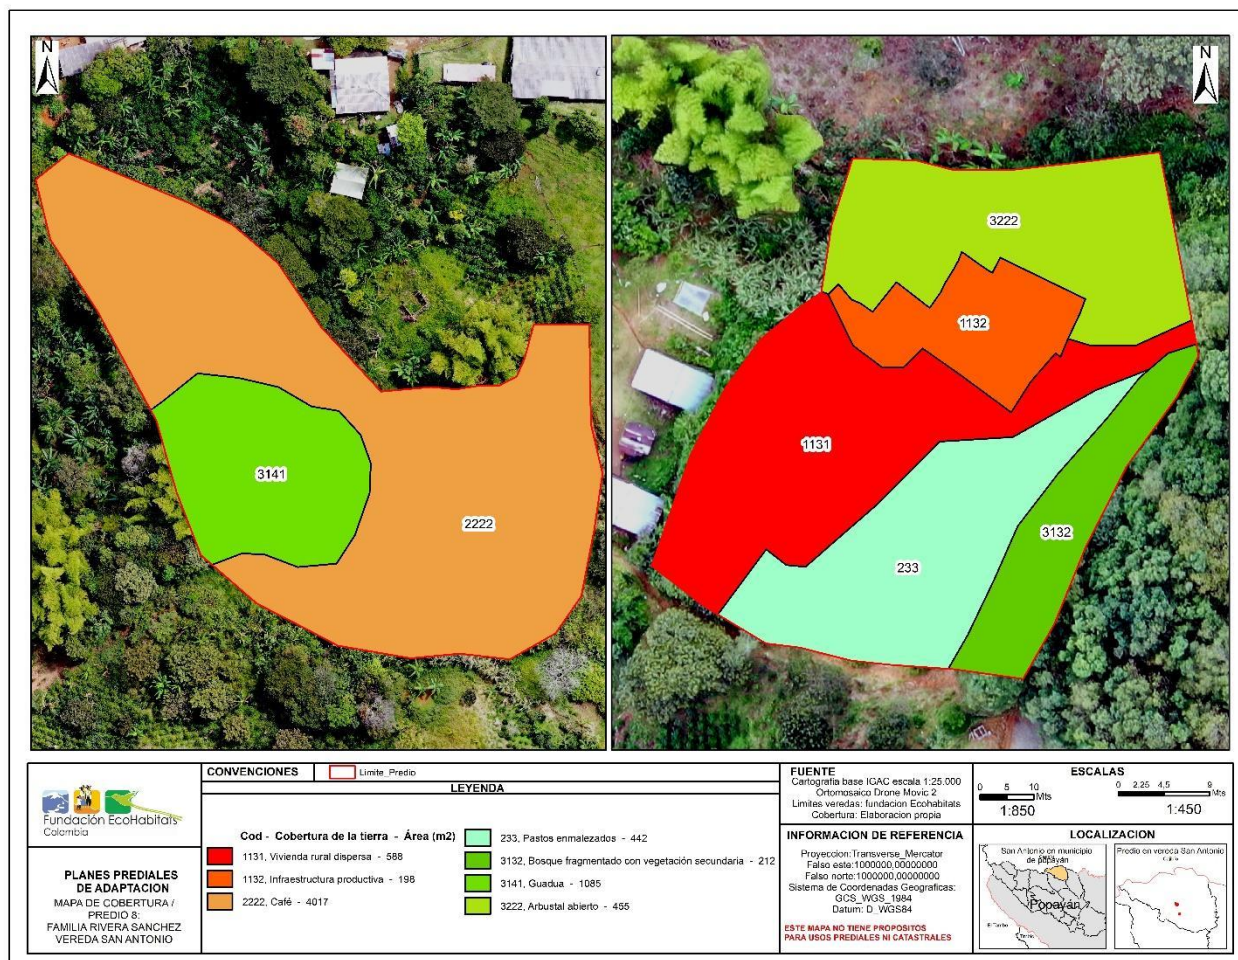 N
N
3222
1132
1131
3141
2222
3132
233
Fundación EcoHabitats
Colombia
PLANES PREDIALES
DE ADAPTACION
MAPA DE COBERTURA /
PREDIO 8:
FAMILIA RIVERA SANCHEZ
VEREDA SAN ANTONIO
CONVENCIONES
Limite_Predio
LEYENDA
Cod - Cobertura de la tierra - Área (m2)
1131, Vivienda rural dispersa - 588
1132, Infraestructura productiva - 198
2222, Café - 4017
233, Pastos enmalezados - 442
3132, Bosque fragmentado con vegetación secundaria - 212
3141, Guadua - 1085
3222, Arbustal abierto - 455
FUENTE
Cartografia base IGAC escala 1:25.000
Ortomosaico Drone Movic 2
Limites veredas: fundacion Ecohabitats
Cobertura: Elaboracion propia
INFORMACION DE REFERENCIA
Proyeccion:Transverse_Mercator
Falso este:1000000,00000000
Falso norte:1000000,00000000
Sistema de Coordenadas Geograficas:
GCS_WGS_1984
Datum: D_WGS84
ESTE MAPA NO TIENE PROPOSITOS
PARA USOS PREDIALES NI CATASTRALES
ESCALAS
0 5 10
Mts
1:850
0 2.25 4.5 9
Mts
1:450
LOCALIZACION
San Antonio en municipio
de popayán
Popayán
El Tambo
Predio en vereda San Antonio